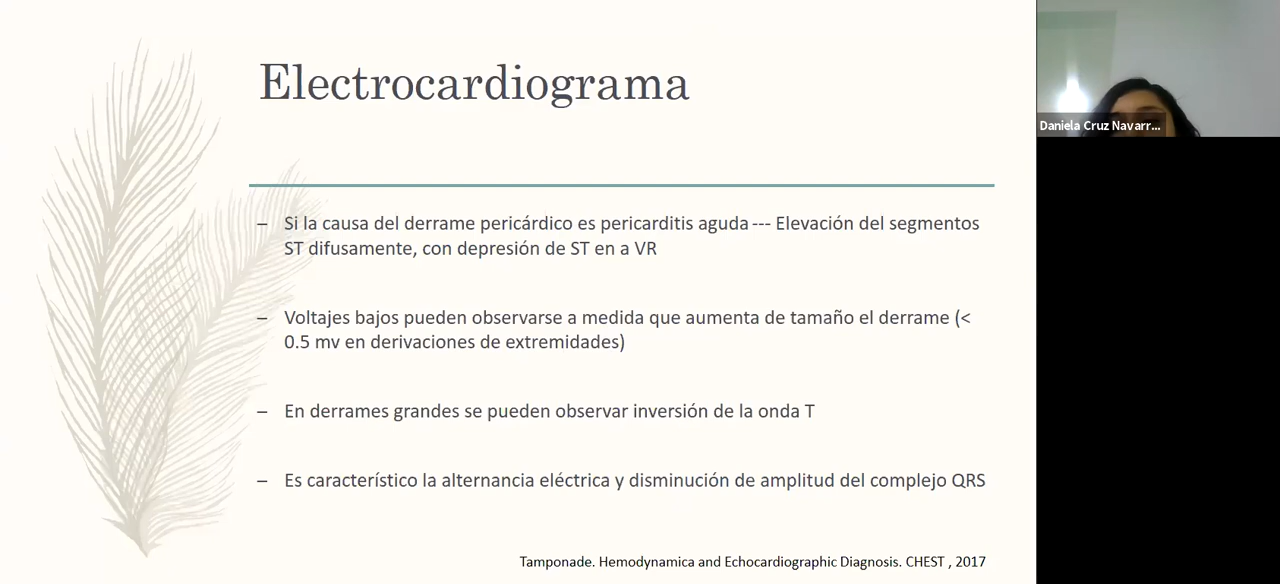 Electrocardiograma
– Si la causa del derrame pericárdico es pericarditis aguda --- Elevación del segmentos
ST difusamente, con depresión de ST en a VR
– Voltajes bajos pueden observarse a medida que aumenta de tamaño el derrame (<
0.5 mv en derivaciones de extremidades)
– En derrames grandes se pueden observar inversión de la onda T
– Es característico la alternancia eléctrica y disminución de amplitud del complejo QRS
Tamponade. Hemodynamica and Echocardiographic Diagnosis. CHEST , 2017
Daniela Cruz Navarr...